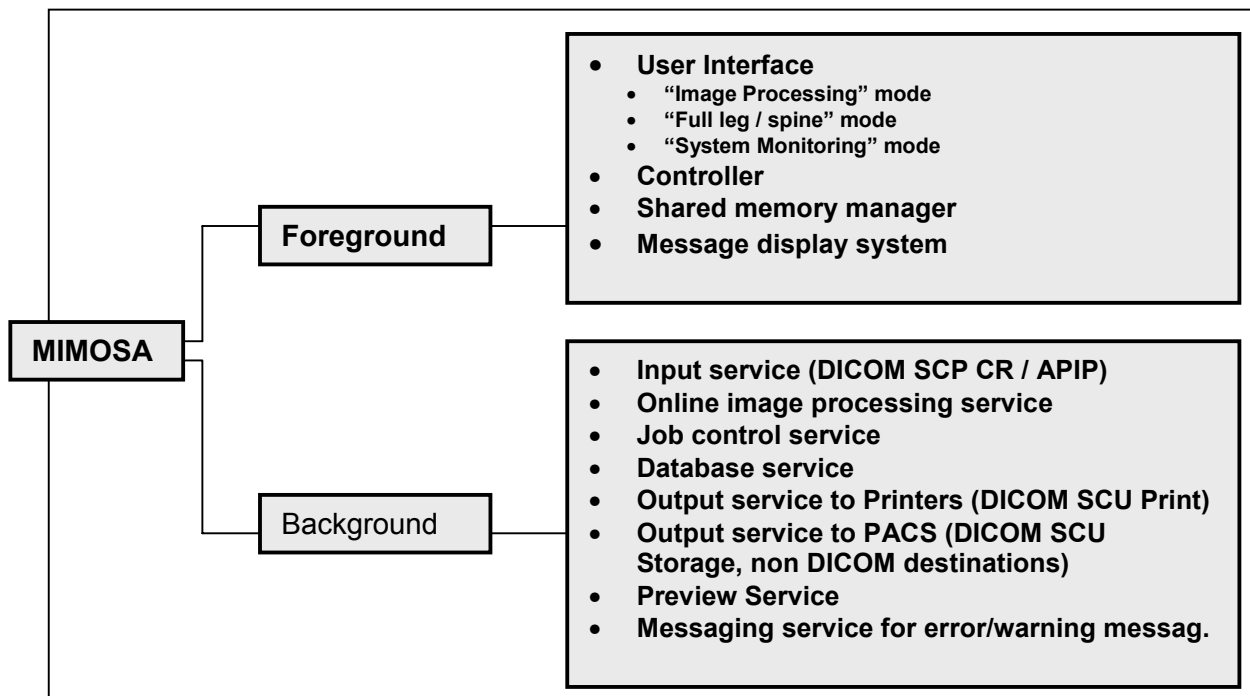 • User Interface
• “Image Processing” mode
• “Full leg / spine” mode
• “System Monitoring” mode
• Controller
• Shared memory manager
• Message display system
Foreground
MIMOSA
• Input service (DICOM SCP CR / APIP)
• Online image processing service
• Job control service
• Database service
• Output service to Printers (DICOM SCU Print)
• Output service to PACS (DICOM SCU
Storage, non DICOM destinations)
• Preview Service
• Messaging service for error/warning messag.
Background